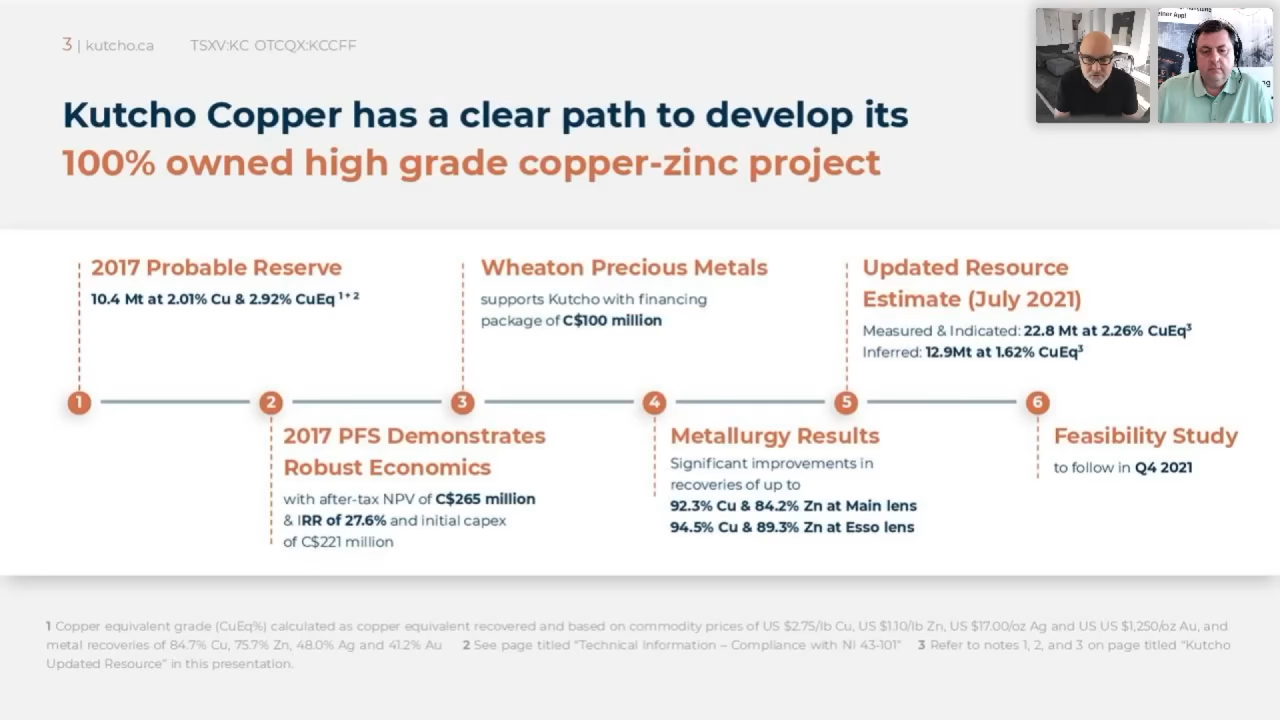 3 | kutcho.ca TSXV:KC OTCQX:KCCFF
Kutcho Copper has a clear path to develop its
100% owned high grade copper-zinc project
2017 Probable Reserve
10.4 Mt at 2.01% Cu & 2.92% CuEq 1 + 2
Wheaton Precious Metals
supports Kutcho with financing
package of C$100 million
Updated Resource
Estimate (July 2021)
Measured & Indicated: 22.8 Mt at 2.26% CuEq3
Inferred: 12.9Mt at 1.62% CuEq3
1 2 3 4 5 6
2017 PFS Demonstrates
Robust Economics
with after-tax NPV of C$265 million
& IRR of 27.6% and initial capex
of C$221 million
Metallurgy Results
Significant improvements in
recoveries of up to
92.3% Cu & 84.2% Zn at Main lens
94.5% Cu & 89.3% Zn at Esso lens
Feasibility Study
to follow in Q4 2021
1 Copper equivalent grade (CuEq%) calculated as copper equivalent recovered and based on commodity prices of US $2.75/lb Cu, US $1.10/lb Zn, US $17.00/oz Ag and US US $1,250/oz Au, and
metal recoveries of 84.7% Cu, 75.7% Zn, 48.0% Ag and 41.2% Au 2 See page titled “Technical Information – Compliance with NI 43-101” 3 Refer to notes 1, 2, and 3 on page titled “Kutcho
Updated Resource” in this presentation.